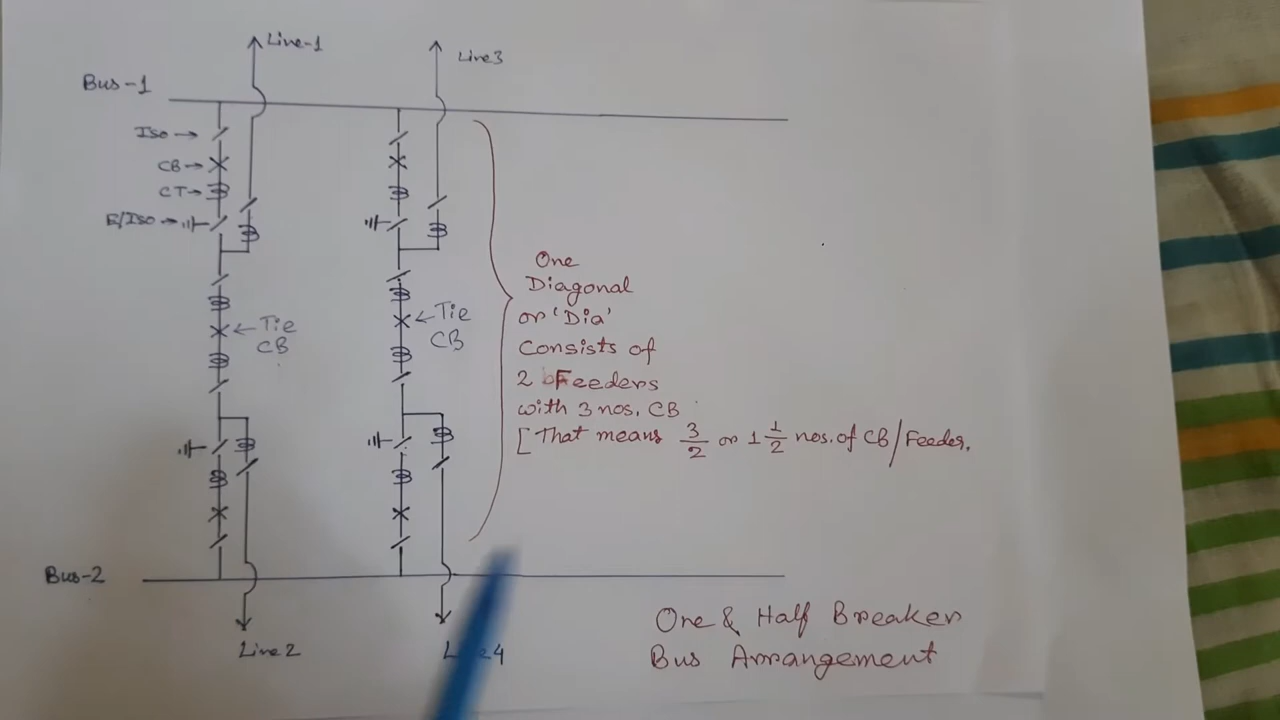 Line-1
Line3
Bus-1
Iso
CB
CT
E/Iso
Tie
CB
Tie
CB
One
Diagonal
or 'Dia'
Consists of
2 Feeders
with 3 nos. CB
[That means 3/2 or 1 1/2 nos. of CB/Feeder.
Bus-2
Line2
4
One & Half Breaker
Bus Arrangement